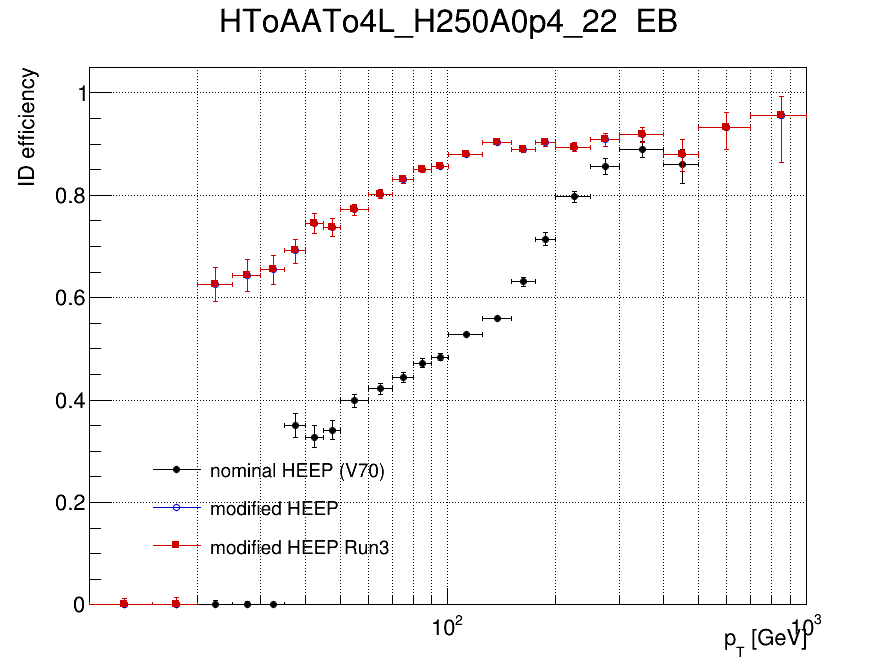 HToAATo4L_H250A0p4_22 EB
ID efficiency
1
0.8
0.6
0.4
0.2
0
nominal HEEP (V70)
modified HEEP
modified HEEP Run3
10²
10³
p_T [GeV]